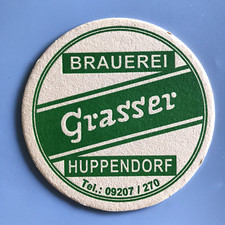 BRAUEREI
Grasser
HUPPENDORF
Tel.: 09207 / 270